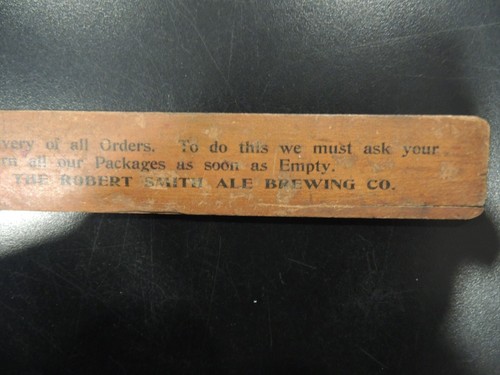 very of all Orders. To do this we must ask your
rn all our Packages as soon as Empty.
THE ROBERT SMITH ALE BREWING CO.